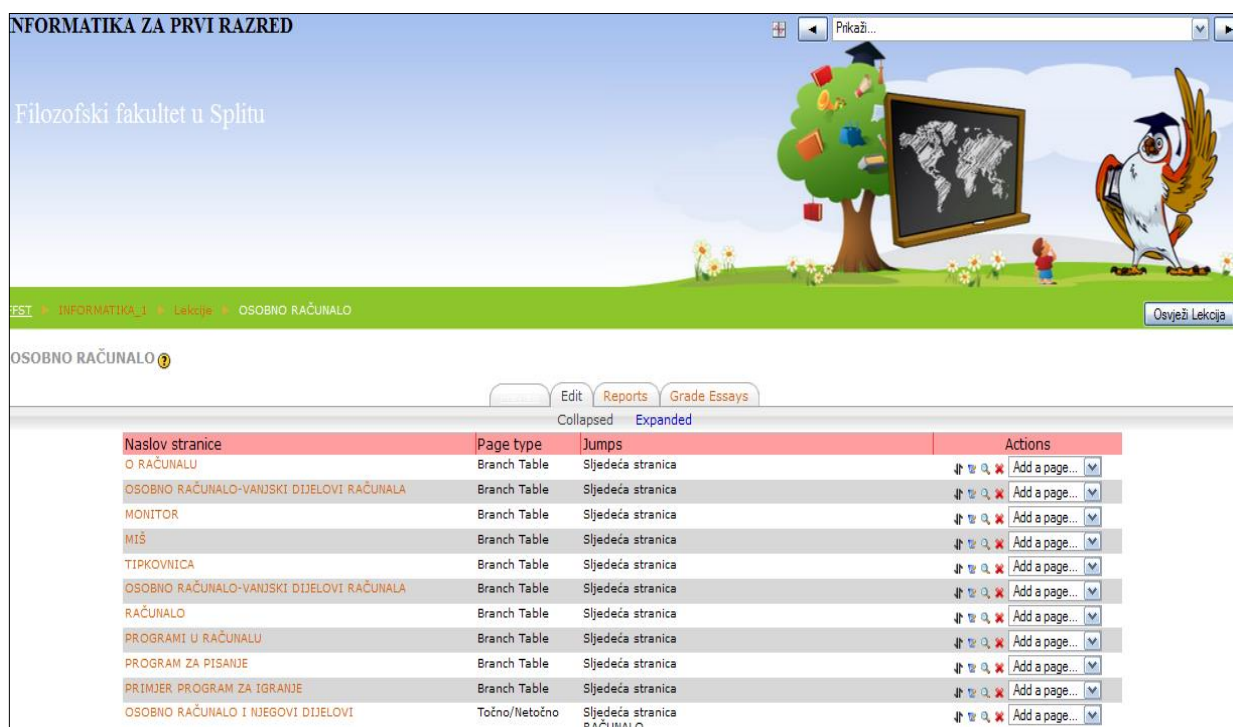 INFORMATIKA ZA PRVI RAZRED
Prikaži...
Filozofski fakultet u Splitu
FFST INFORMATIKA_1 Lekcije OSOBNO RAČUNALO
Osvježi Lekcija
OSOBNO RAČUNALO
Edit Reports Grade Essays
Collapsed Expanded
Naslov stranice Page type Jumps Actions
O RAČUNALU Branch Table Sljedeća stranica Add a page...
OSOBNO RAČUNALO-VANJSKI DIJELOVI RAČUNALA Branch Table Sljedeća stranica Add a page...
MONITOR Branch Table Sljedeća stranica Add a page...
MIŠ Branch Table Sljedeća stranica Add a page...
TIPKOVNICA Branch Table Sljedeća stranica Add a page...
OSOBNO RAČUNALO-VANJSKI DIJELOVI RAČUNALA Branch Table Sljedeća stranica Add a page...
RAČUNALO Branch Table Sljedeća stranica Add a page...
PROGRAMI U RAČUNALU Branch Table Sljedeća stranica Add a page...
PROGRAM ZA PISANJE Branch Table Sljedeća stranica Add a page...
PRIMJER PROGRAM ZA IGRANJE Branch Table Sljedeća stranica Add a page...
OSOBNO RAČUNALO I NJEGOVI DIJELOVI Točno/Netočno Sljedeća stranica Add a page...
RAČUNALO